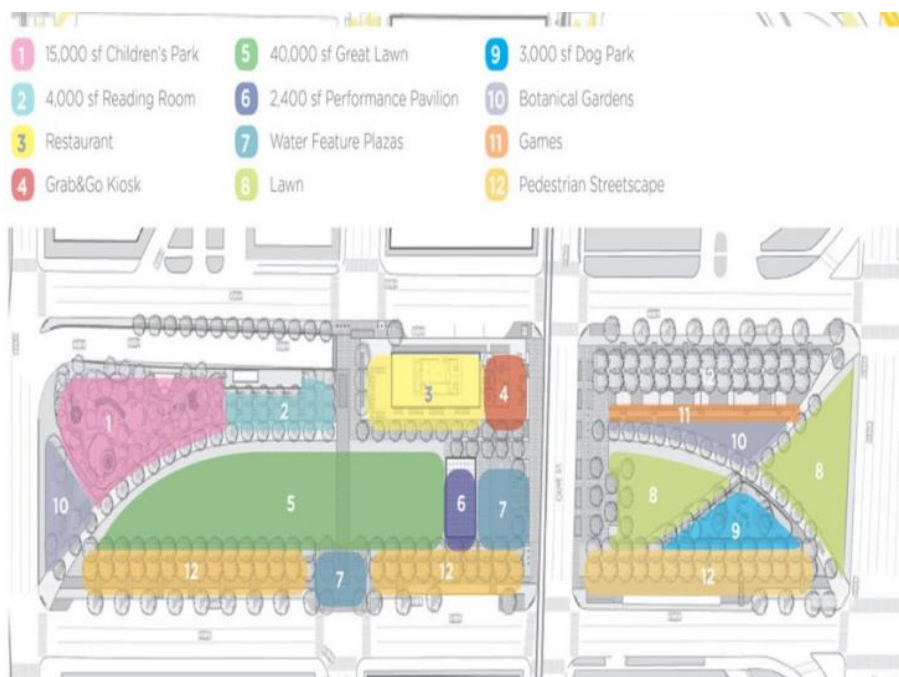 1 15,000 sf Children's Park
2 4,000 sf Reading Room
3 Restaurant
4 Grab&Go Kiosk
5 40,000 sf Great Lawn
6 2,400 sf Performance Pavilion
7 Water Feature Plazas
8 Lawn
9 3,000 sf Dog Park
10 Botanical Gardens
11 Games
12 Pedestrian Streetscape
12
3
4
1
2
11
10
8
8
10
5
6
7
9
12
7
12
12
OLIVE ST.